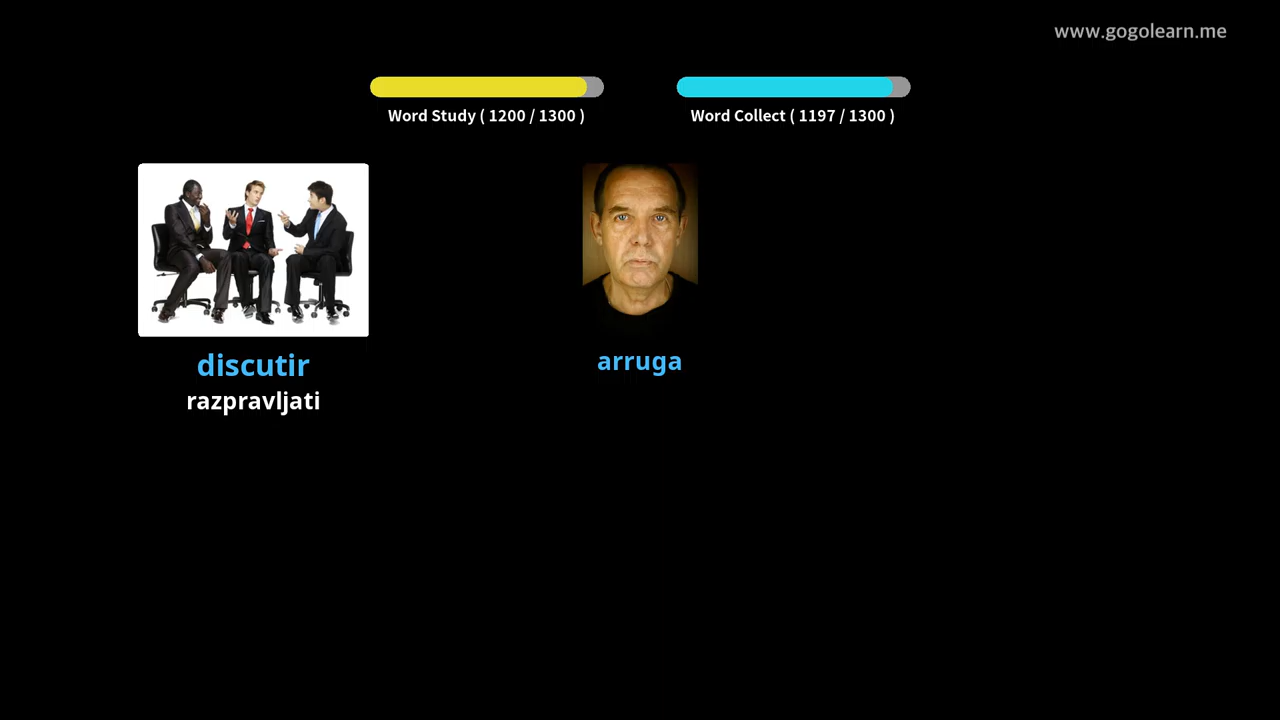 www.gogolearn.me
Word Study ( 1200 / 1300 )
Word Collect ( 1197 / 1300 )
discutir
razpravljati
arruga